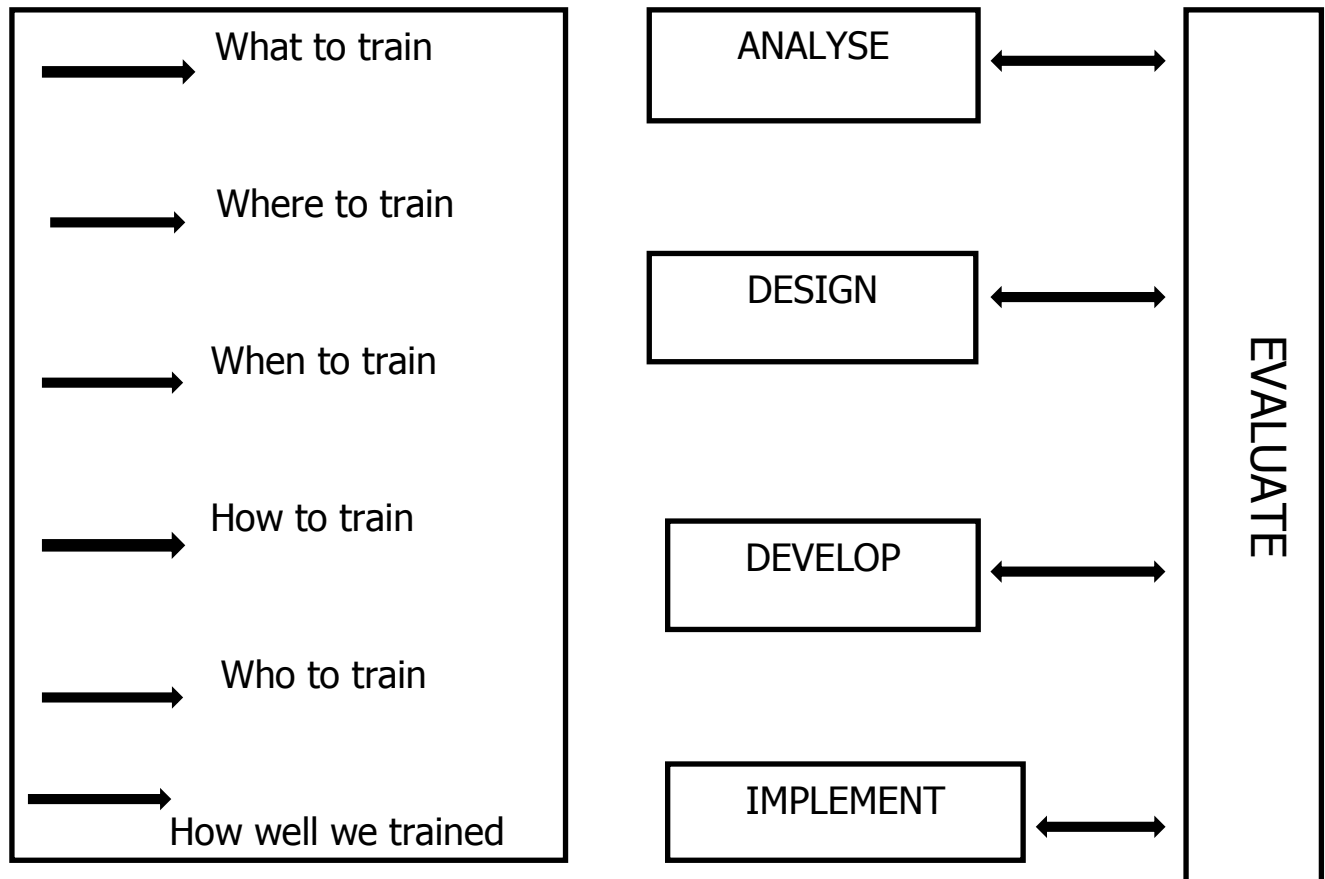 What to train
Where to train
When to train
How to train
Who to train
How well we trained
ANALYSE
DESIGN
DEVELOP
IMPLEMENT
EVALUATE